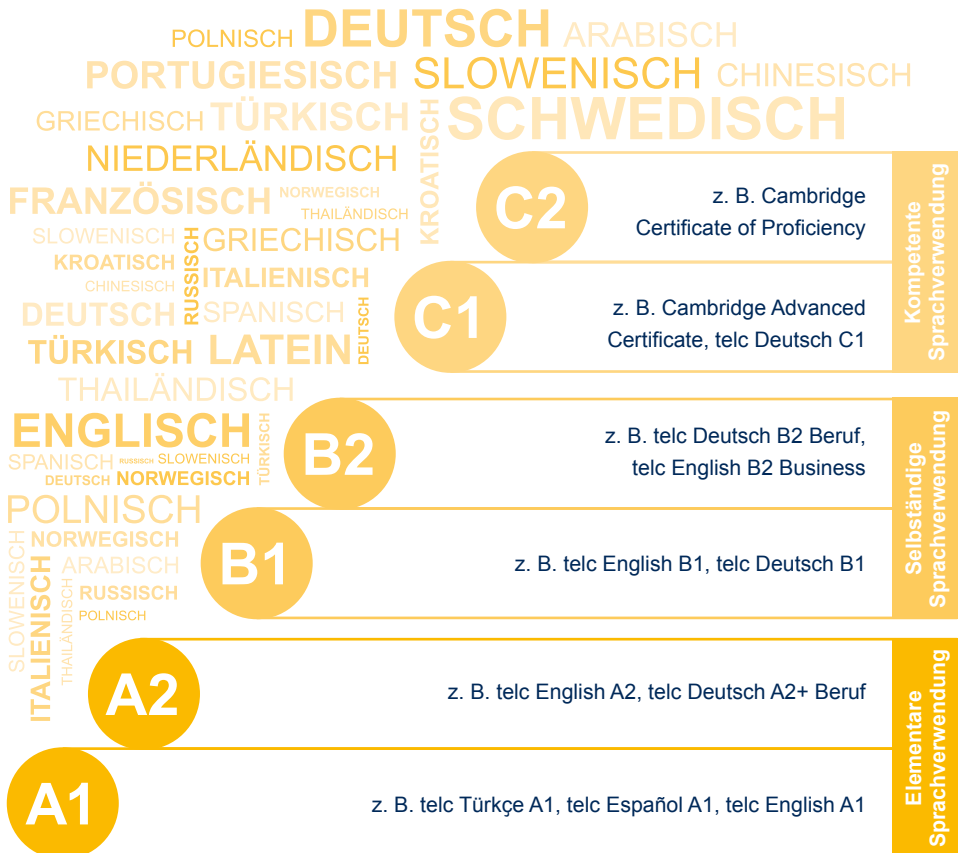 POLNISCH DEUTSCH ARABISCH
PORTUGIESISCH SLOWENISCH CHINESISCH
GRIECHISCH TÜRKISCH KROATISCH SCHWEDISCH
NIEDERLÄNDISCH
FRANZÖSISCH NORWEGISCH
THAILÄNDISCH
SLOWENISCH RUSSISCH GRIECHISCH
KROATISCH ITALIENISCH
CHINESISCH
DEUTSCH SPANISCH DEUTSCH
TÜRKISCH LATEIN
THAILÄNDISCH
ENGLISCH TÜRKISCH
SPANISCH RUSSISCH SLOWENISCH
DEUTSCH NORWEGISCH
POLNISCH
SLOWENISCH NORWEGISCH
ITALIENISCH THAILÄNDISCH ARABISCH
RUSSISCH
POLNISCH
C2
z. B. Cambridge
Certificate of Proficiency
C1
z. B. Cambridge Advanced
Certificate, telc Deutsch C1
Kompetente
Sprachverwendung
B2
z. B. telc Deutsch B2 Beruf,
telc English B2 Business
B1
z. B. telc English B1, telc Deutsch B1
Selbständige
Sprachverwendung
A2
z. B. telc English A2, telc Deutsch A2+ Beruf
A1
z. B. telc Türkçe A1, telc Español A1, telc English A1
Elementare
Sprachverwendung